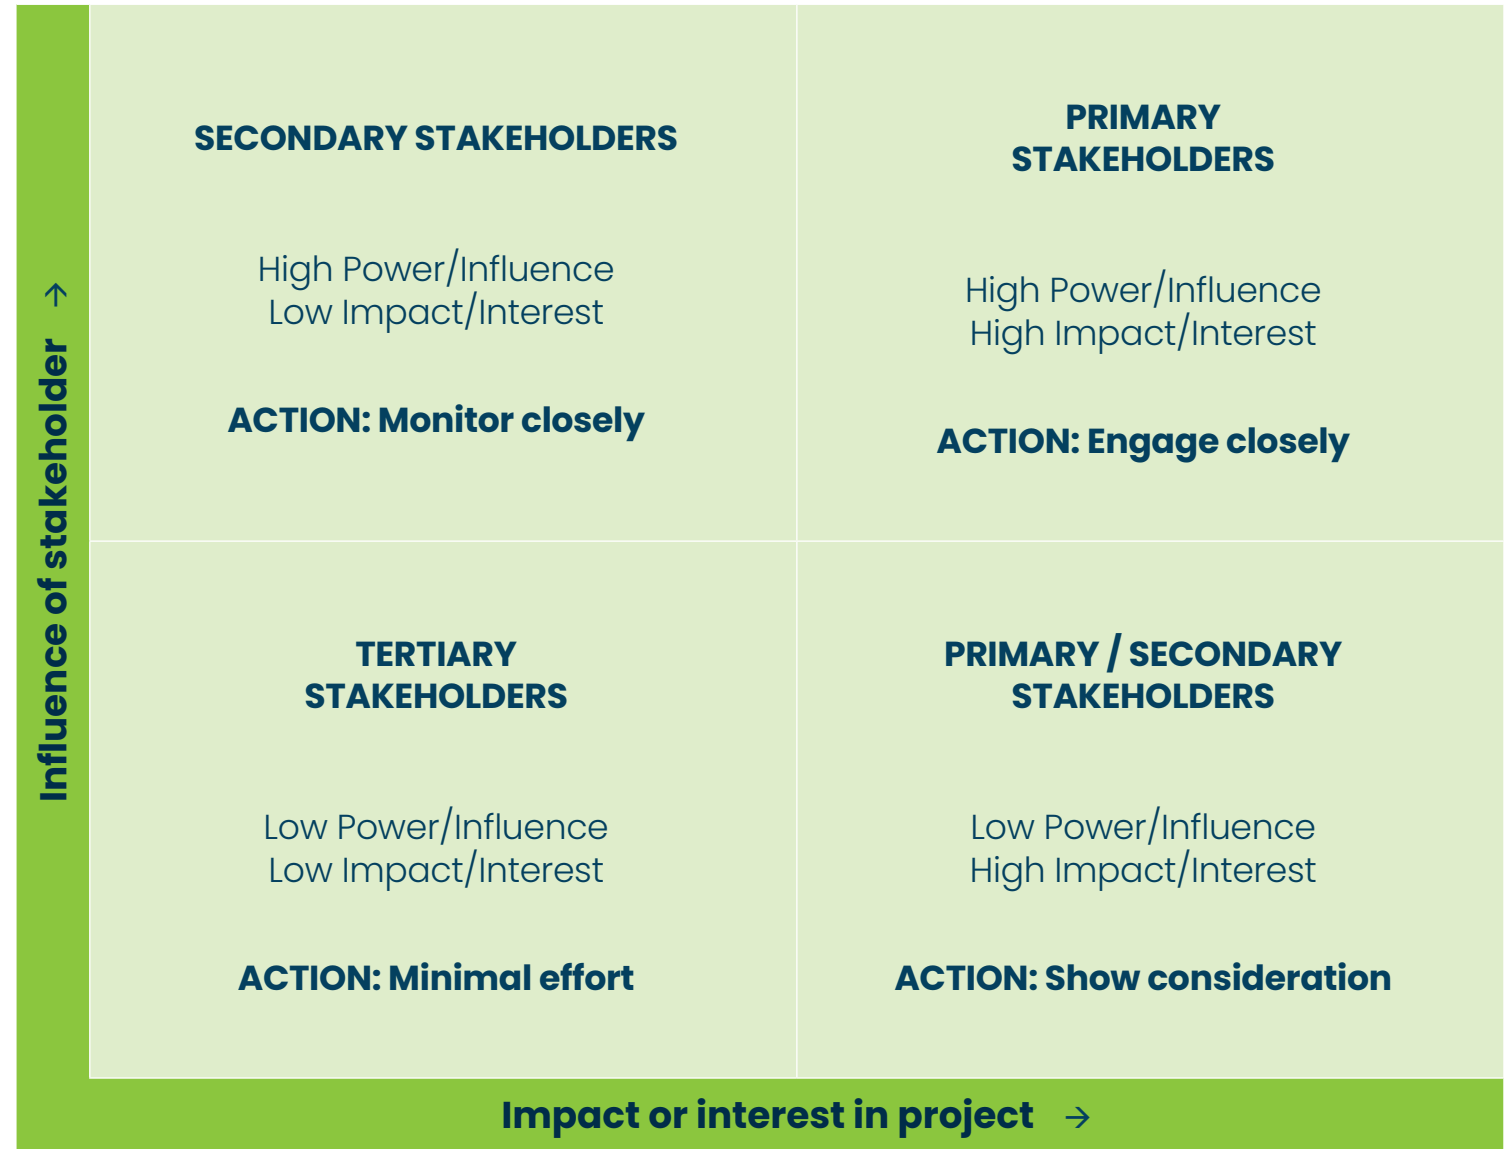 Influence of stakeholder →
SECONDARY STAKEHOLDERS
High Power/Influence
Low Impact/Interest
ACTION: Monitor closely
PRIMARY
STAKEHOLDERS
High Power/Influence
High Impact/Interest
ACTION: Engage closely
TERTIARY
STAKEHOLDERS
Low Power/Influence
Low Impact/Interest
ACTION: Minimal effort
PRIMARY / SECONDARY
STAKEHOLDERS
Low Power/Influence
High Impact/Interest
ACTION: Show consideration
Impact or interest in project →